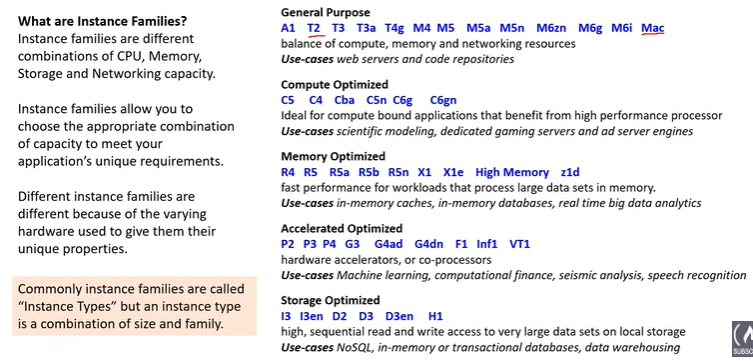 What are Instance Families?
Instance families are different
combinations of CPU, Memory,
Storage and Networking capacity.
Instance families allow you to
choose the appropriate combination
of capacity to meet your
application's unique requirements.
Different instance families are
different because of the varying
hardware used to give them their
unique properties.
Commonly instance families are called
"Instance Types" but an instance type
is a combination of size and family.
General Purpose
A1 T2 T3 T3a T4g M4 M5 M5a M5n M6zn M6g M6i Mac
balance of compute, memory and networking resources
Use-cases web servers and code repositories
Compute Optimized
C5 C4 Cba C5n C6g C6gn
Ideal for compute bound applications that benefit from high performance processor
Use-cases scientific modeling, dedicated gaming servers and ad server engines
Memory Optimized
R4 R5 R5a R5b R5n X1 X1e High Memory z1d
fast performance for workloads that process large data sets in memory.
Use-cases in-memory caches, in-memory databases, real time big data analytics
Accelerated Optimized
P2 P3 P4 G3 G4ad G4dn F1 Inf1 VT1
hardware accelerators, or co-processors
Use-cases Machine learning, computational finance, seismic analysis, speech recognition
Storage Optimized
I3 I3en D2 D3 D3en H1
high, sequential read and write access to very large data sets on local storage
Use-cases NoSQL, in-memory or transactional databases, data warehousing